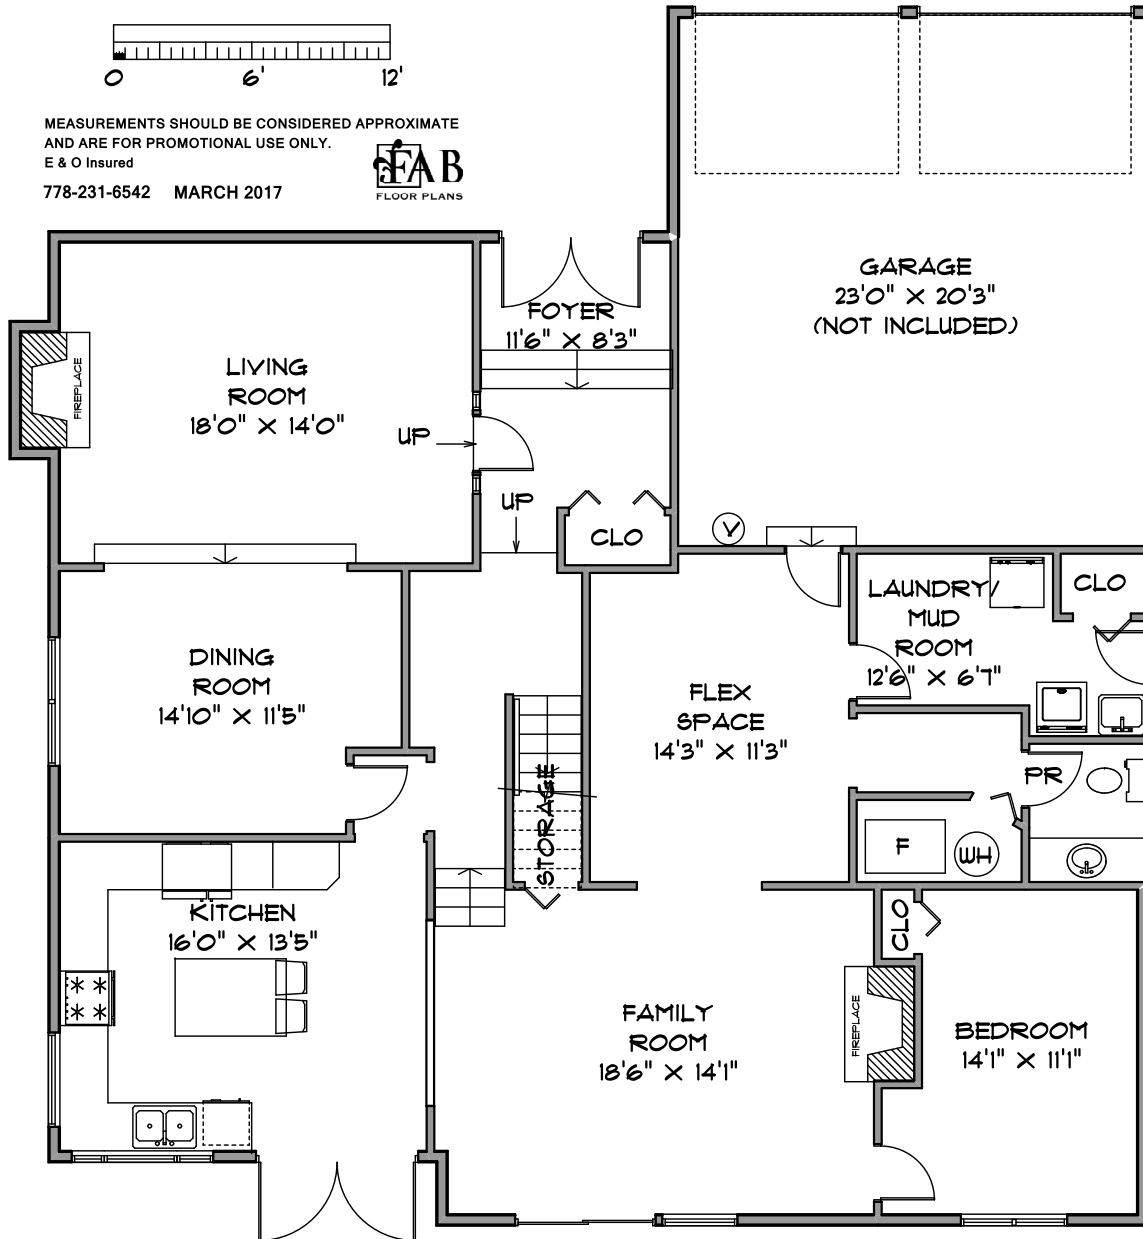 0 6' 12'
MEASUREMENTS SHOULD BE CONSIDERED APPROXIMATE
AND ARE FOR PROMOTIONAL USE ONLY.
E & O Insured
778-231-6542 MARCH 2017
FAB
FLOOR PLANS
GARAGE
23'0" X 20'3"
(NOT INCLUDED)
FOYER
11'6" X 8'3"
LIVING
ROOM
18'0" X 14'0"
FIREPLACE
UP
UP
CLO
V
LAUNDRY/
MUD
ROOM
12'6" X 6'7"
CLO
DINING
ROOM
14'10" X 11'5"
FLEX
SPACE
14'3" X 11'3"
STORAGE
PR
F
WH
KITCHEN
16'0" X 13'5"
CLO
FAMILY
ROOM
18'6" X 14'1"
FIREPLACE
BEDROOM
14'1" X 11'1"